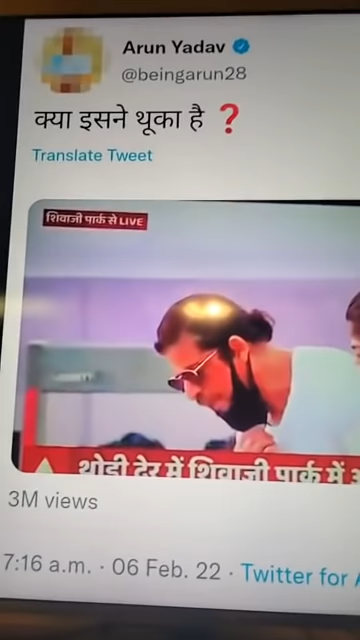 Arun Yadav
@beingarun28
क्या इसने थूका है ❓
Translate Tweet
शिवाजी पार्क से LIVE
थोड़ी देर में शिवाजी पार्क में
3M views
7:16 a.m. · 06 Feb. 22 · Twitter for